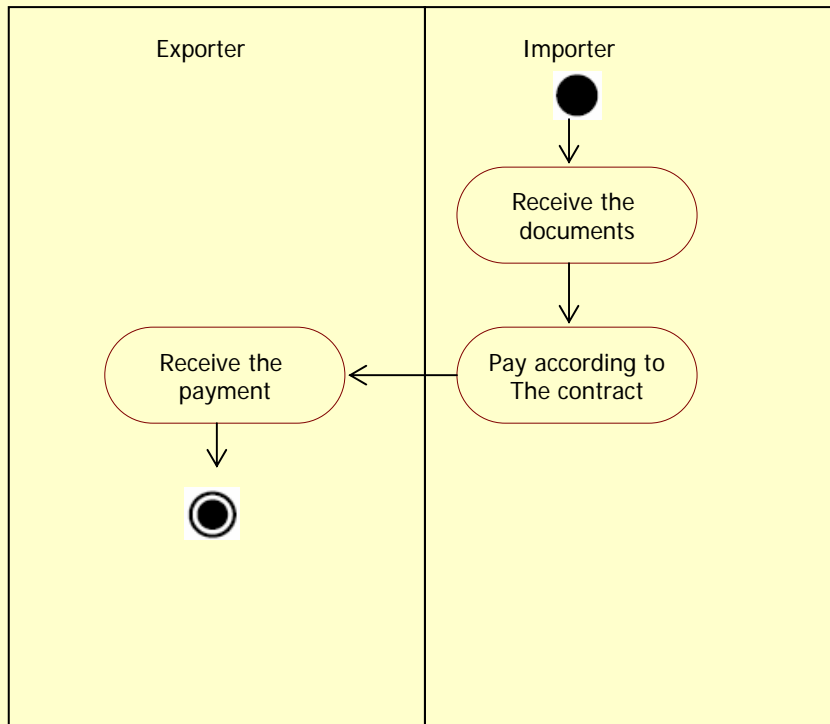 Exporter
Importer
Receive the
documents
Receive the
payment
Pay according to
The contract